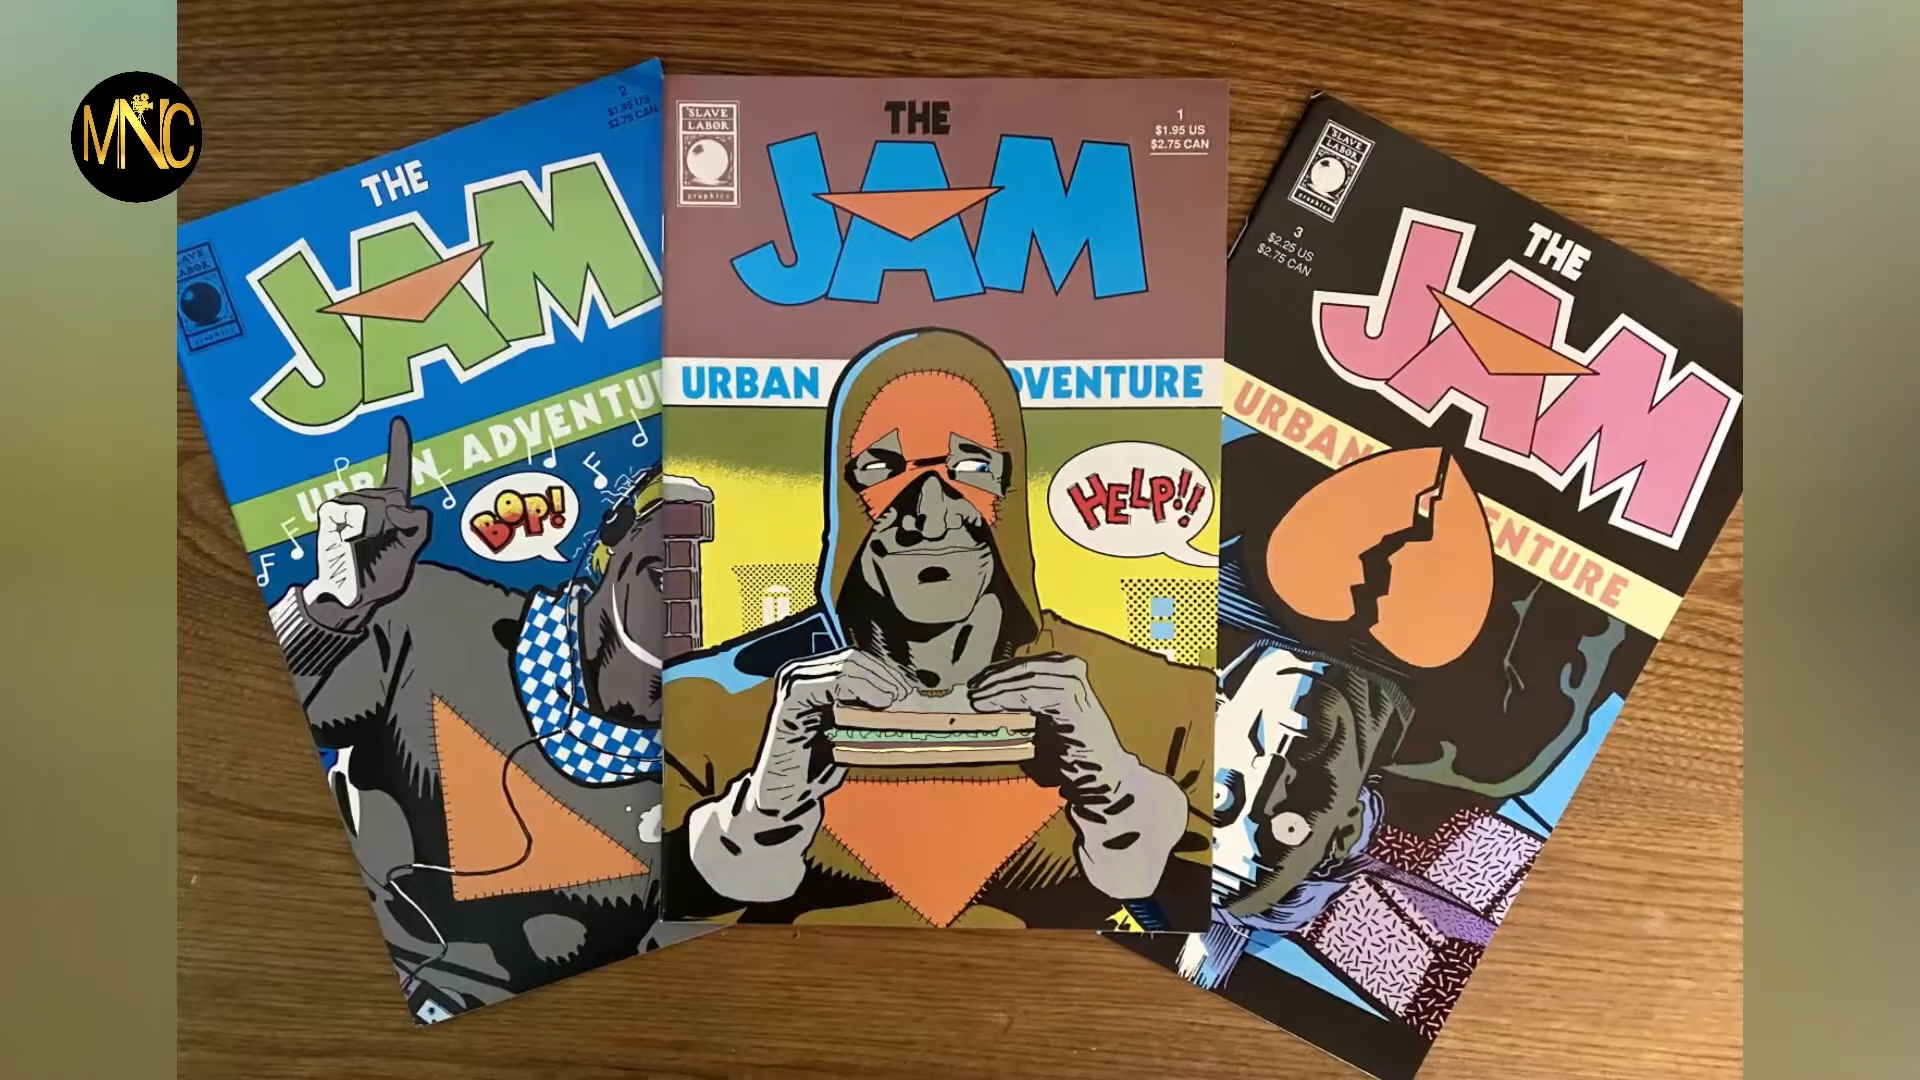 MNC
2
$1.95 US
$2.75 CAN
SLAVE
LABOR
graphics
THE
JAM
URBAN ADVENTU
BOP!
SLAVE
LABOR
graphics
1
$1.95 US
$2.75 CAN
THE
JAM
URBAN DVENTURE
HELP!!
SLAVE
LABOR
graphics
3
$2.25 US
$2.75 CAN
THE
JAM
URBAN ENTURE